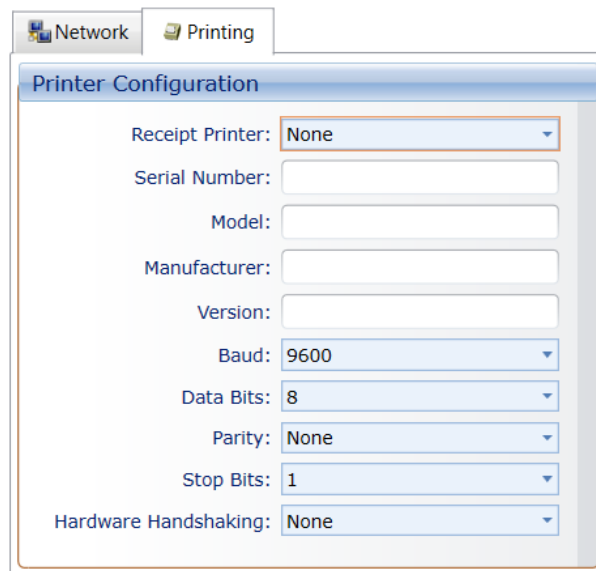 Network Printing
Printer Configuration
Receipt Printer: None
Serial Number:
Model:
Manufacturer:
Version:
Baud: 9600
Data Bits: 8
Parity: None
Stop Bits: 1
Hardware Handshaking: None